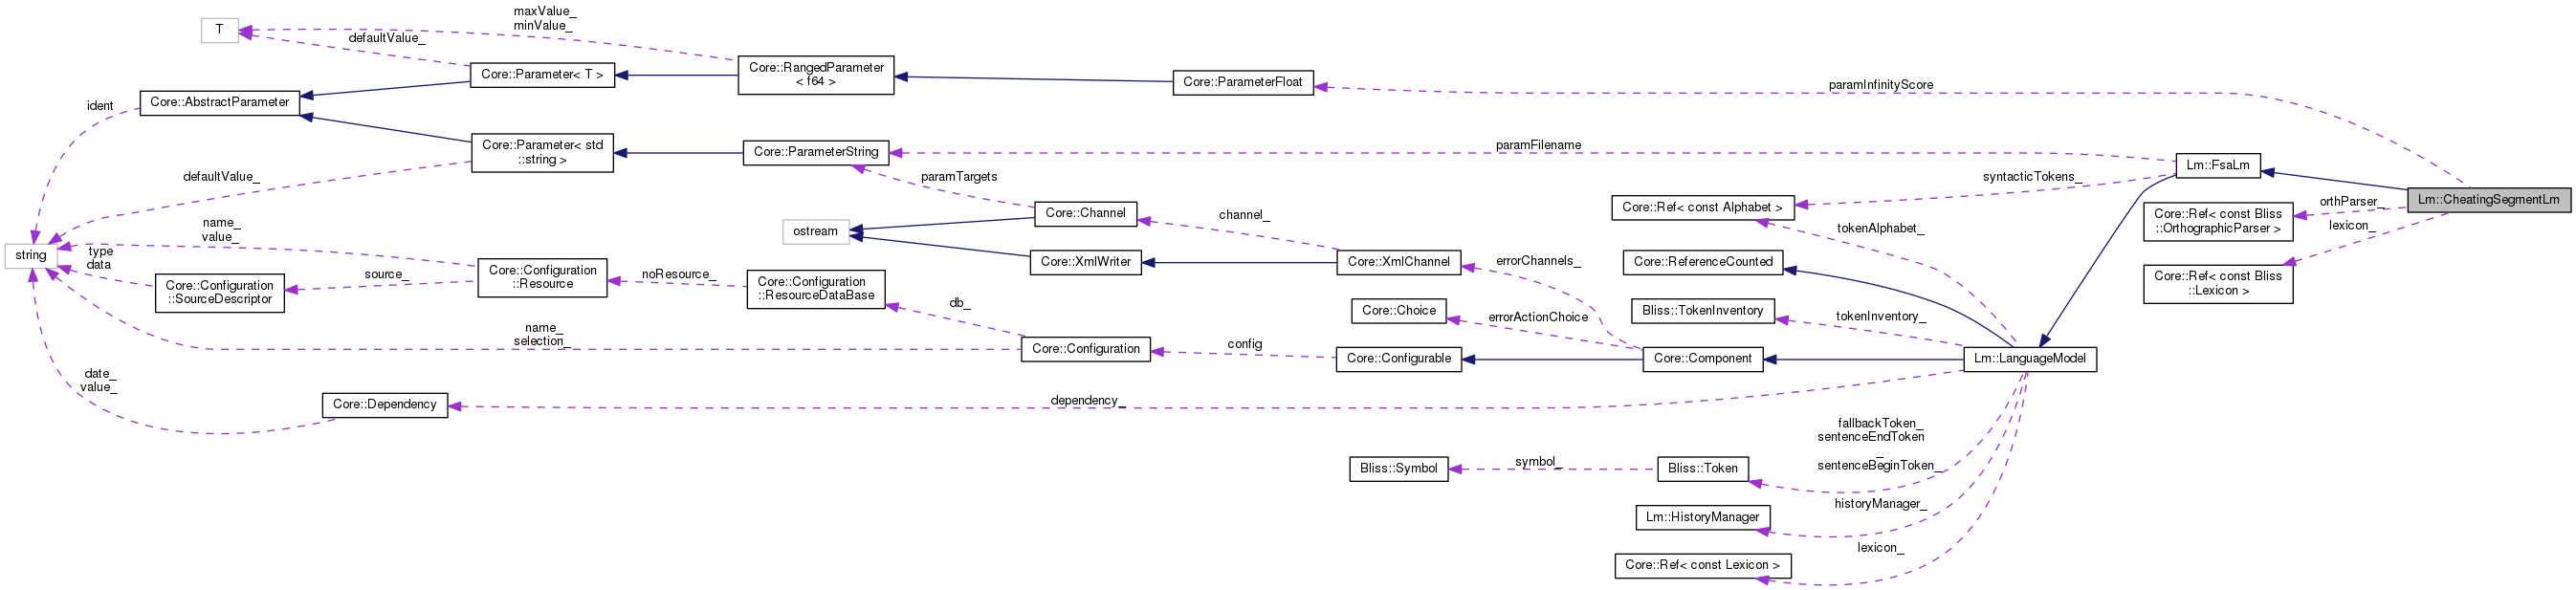 maxValue_
minValue_
T
defaultValue_
Core::Parameter< T >
Core::RangedParameter
< f64 >
Core::ParameterFloat
paramInfinityScore
ident
Core::AbstractParameter
Core::Parameter< std
::string >
Core::ParameterString
paramFilename
Lm::FsaLm
defaultValue_
paramTargets
syntacticTokens_
Lm::CheatingSegmentLm
Core::Ref< const Alphabet >
orthParser_
Core::Ref< const Bliss
::OrthographicParser >
lexicon_
name_
value_
ostream
Core::Channel
channel_
tokenAlphabet_
string
type
data
Core::Configuration
::SourceDescriptor
source_
Core::Configuration
::Resource
noResource_
Core::Configuration
::ResourceDataBase
Core::XmlWriter
Core::XmlChannel
errorChannels_
Core::ReferenceCounted
Core::Ref< const Bliss
::Lexicon >
db_
Core::Choice
errorActionChoice
Bliss::TokenInventory
tokenInventory_
name_
selection_
Core::Configuration
config
Core::Configurable
Core::Component
Lm::LanguageModel
date_
value_
Core::Dependency
dependency_
fallbackToken_
sentenceEndToken
_
sentenceBeginToken_
Bliss::Symbol
symbol_
Bliss::Token
Lm::HistoryManager
historyManager_
lexicon_
Core::Ref< const Lexicon >